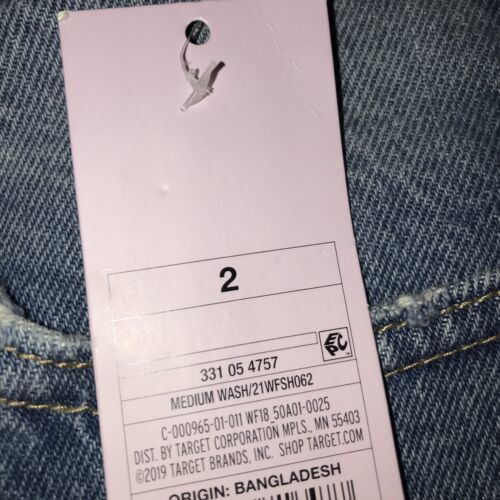 2
EPC
331 05 4757
MEDIUM WASH/21WFSH062
C-000965-01-011 WF18_50A01-0025
DIST. BY TARGET CORPORATION MPLS., MN 55403
©2019 TARGET BRANDS, INC. SHOP TARGET.COM
ORIGIN: BANGLADESH